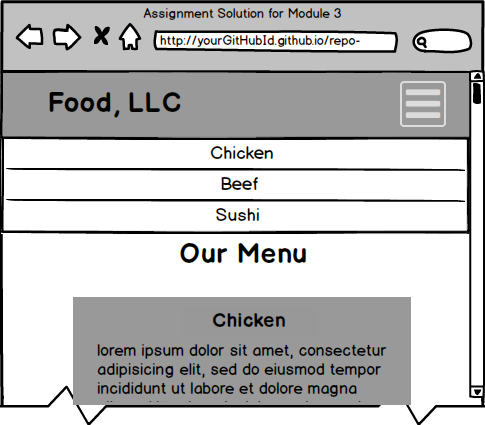 Assignment Solution for Module 3
http://yourGitHubId.github.io/repo-
Food, LLC
Chicken
Beef
Sushi
Our Menu
Chicken
lorem ipsum dolor sit amet, consectetur
adipisicing elit, sed do eiusmod tempor
incididunt ut labore et dolore magna